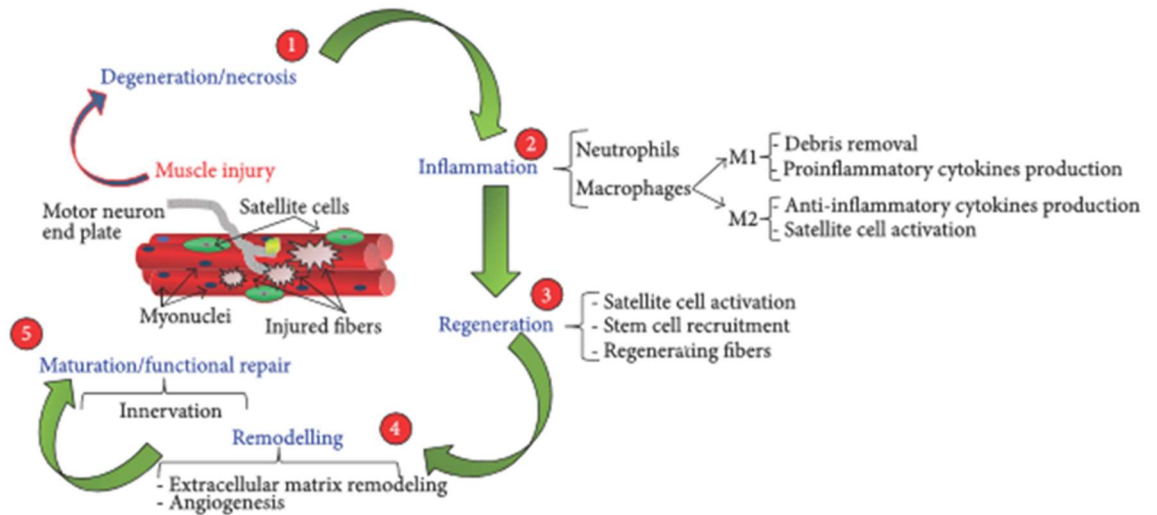 1
Degeneration/necrosis
Muscle injury
Motor neuron
end plate
Satellite cells
Myonuclei
Injured fibers
2
Inflammation
Neutrophils
Macrophages
M1
- Debris removal
- Proinflammatory cytokines production
M2
- Anti-inflammatory cytokines production
- Satellite cell activation
3
Regeneration
- Satellite cell activation
- Stem cell recruitment
- Regenerating fibers
4
Remodelling
- Extracellular matrix remodeling
- Angiogenesis
5
Maturation/functional repair
Innervation